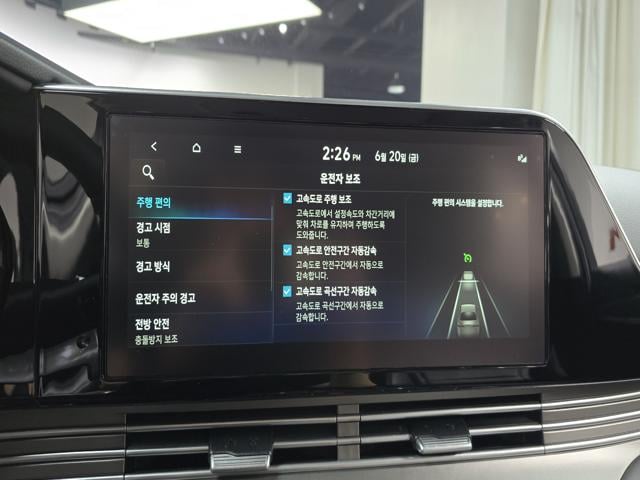 2:26 PM 6월 20일 (금)
운전자 보조
주행 편의
경고 시점
보통
경고 방식
운전자 주의 경고
전방 안전
충돌방지 보조
고속도로 주행 보조
고속도로에서 설정속도와 차간거리에
맞춰 차로를 유지하며 주행하도록
도와줍니다.
고속도로 안전구간 자동감속
고속도로 안전구간에서 자동으로
감속합니다.
고속도로 곡선구간 자동감속
고속도로 곡선구간에서 자동으로
감속합니다.
주행 편의 시스템을 설정합니다.